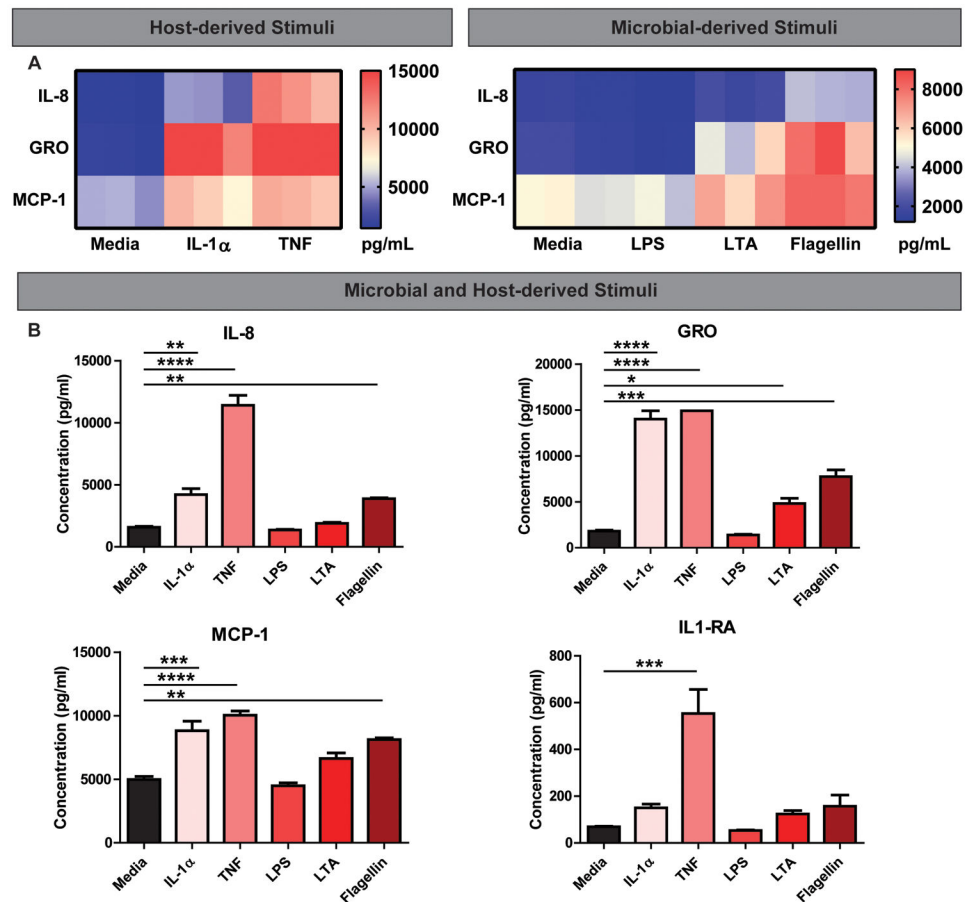 Host-derived Stimuli
Microbial-derived Stimuli
A
IL-8
GRO
MCP-1
Media IL-1α TNF pg/mL
15000
10000
5000
IL-8
GRO
MCP-1
Media LPS LTA Flagellin pg/mL
8000
6000
4000
2000
Microbial and Host-derived Stimuli
B
IL-8
Concentration (pg/ml)
15000
10000
5000
0
**
****
**
Media
IL-1α
TNF
LPS
LTA
Flagellin
GRO
Concentration (pg/ml)
20000
15000
10000
5000
0
****
****
*
***
Media
IL-1α
TNF
LPS
LTA
Flagellin
MCP-1
Concentration (pg/ml)
15000
10000
5000
0
***
****
**
Media
IL-1α
TNF
LPS
LTA
Flagellin
IL1-RA
Concentration (pg/ml)
800
600
400
200
0
***
Media
IL-1α
TNF
LPS
LTA
Flagellin